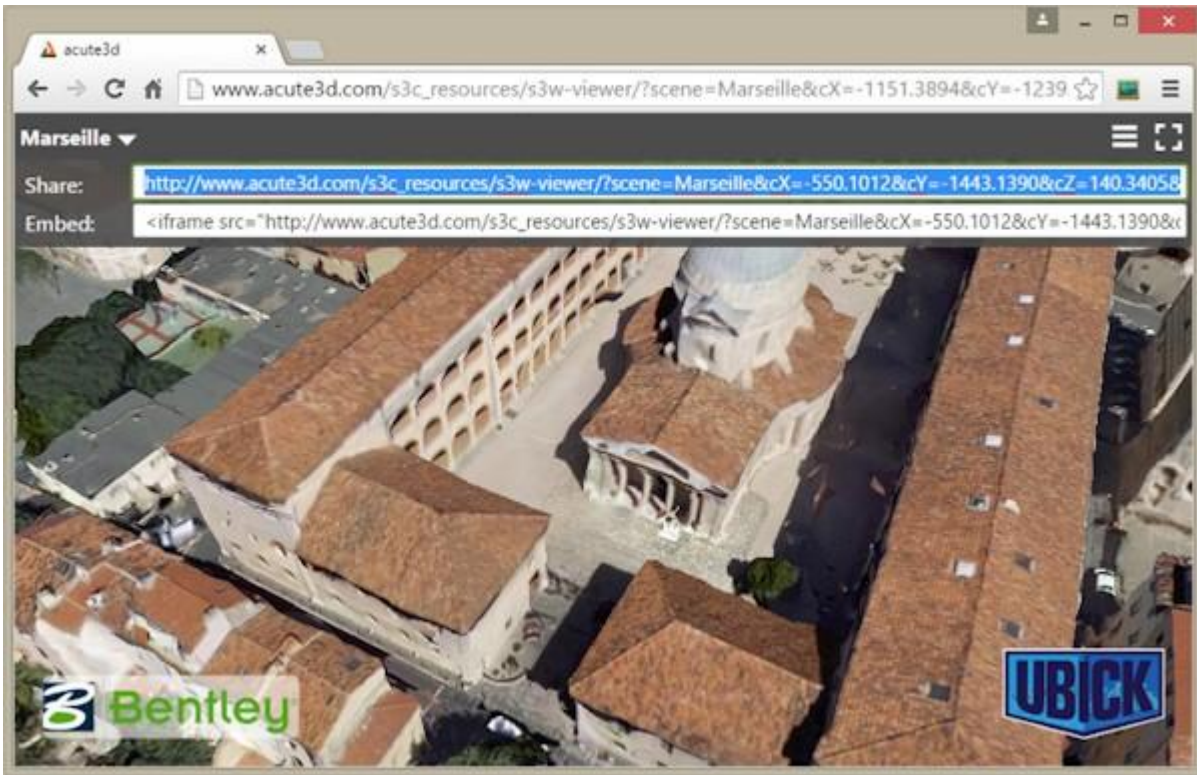 acute3d
www.acute3d.com/s3c_resources/s3w-viewer/?scene=Marseille&cX=-1151.3894&cY=-1239
Marseille
Share: http://www.acute3d.com/s3c_resources/s3w-viewer/?scene=Marseille&cX=-550.1012&cY=-1443.1390&cZ=140.3405&
Embed: <iframe src="http://www.acute3d.com/s3c_resources/s3w-viewer/?scene=Marseille&cX=-550.1012&cY=-1443.1390&c
Bentley
UBICK